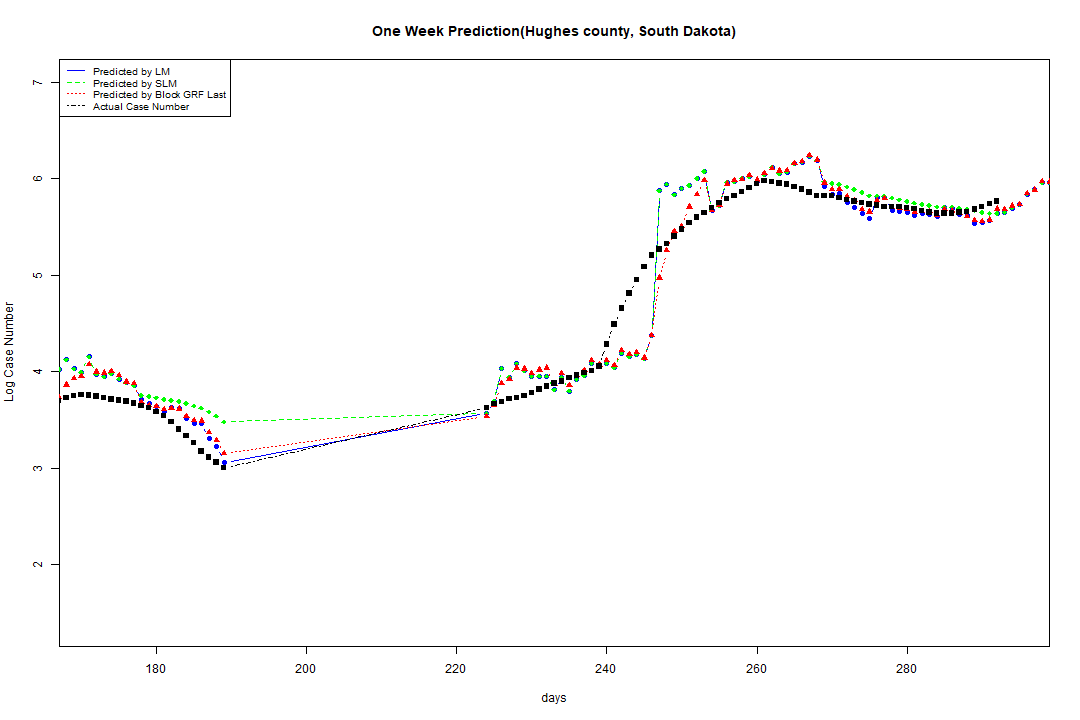 One Week Prediction(Hughes county, South Dakota)
Predicted by LM
Predicted by SLM
Predicted by Block GRF Last
Actual Case Number
7
6
5
4
3
2
Log Case Number
180 200 220 240 260 280
days